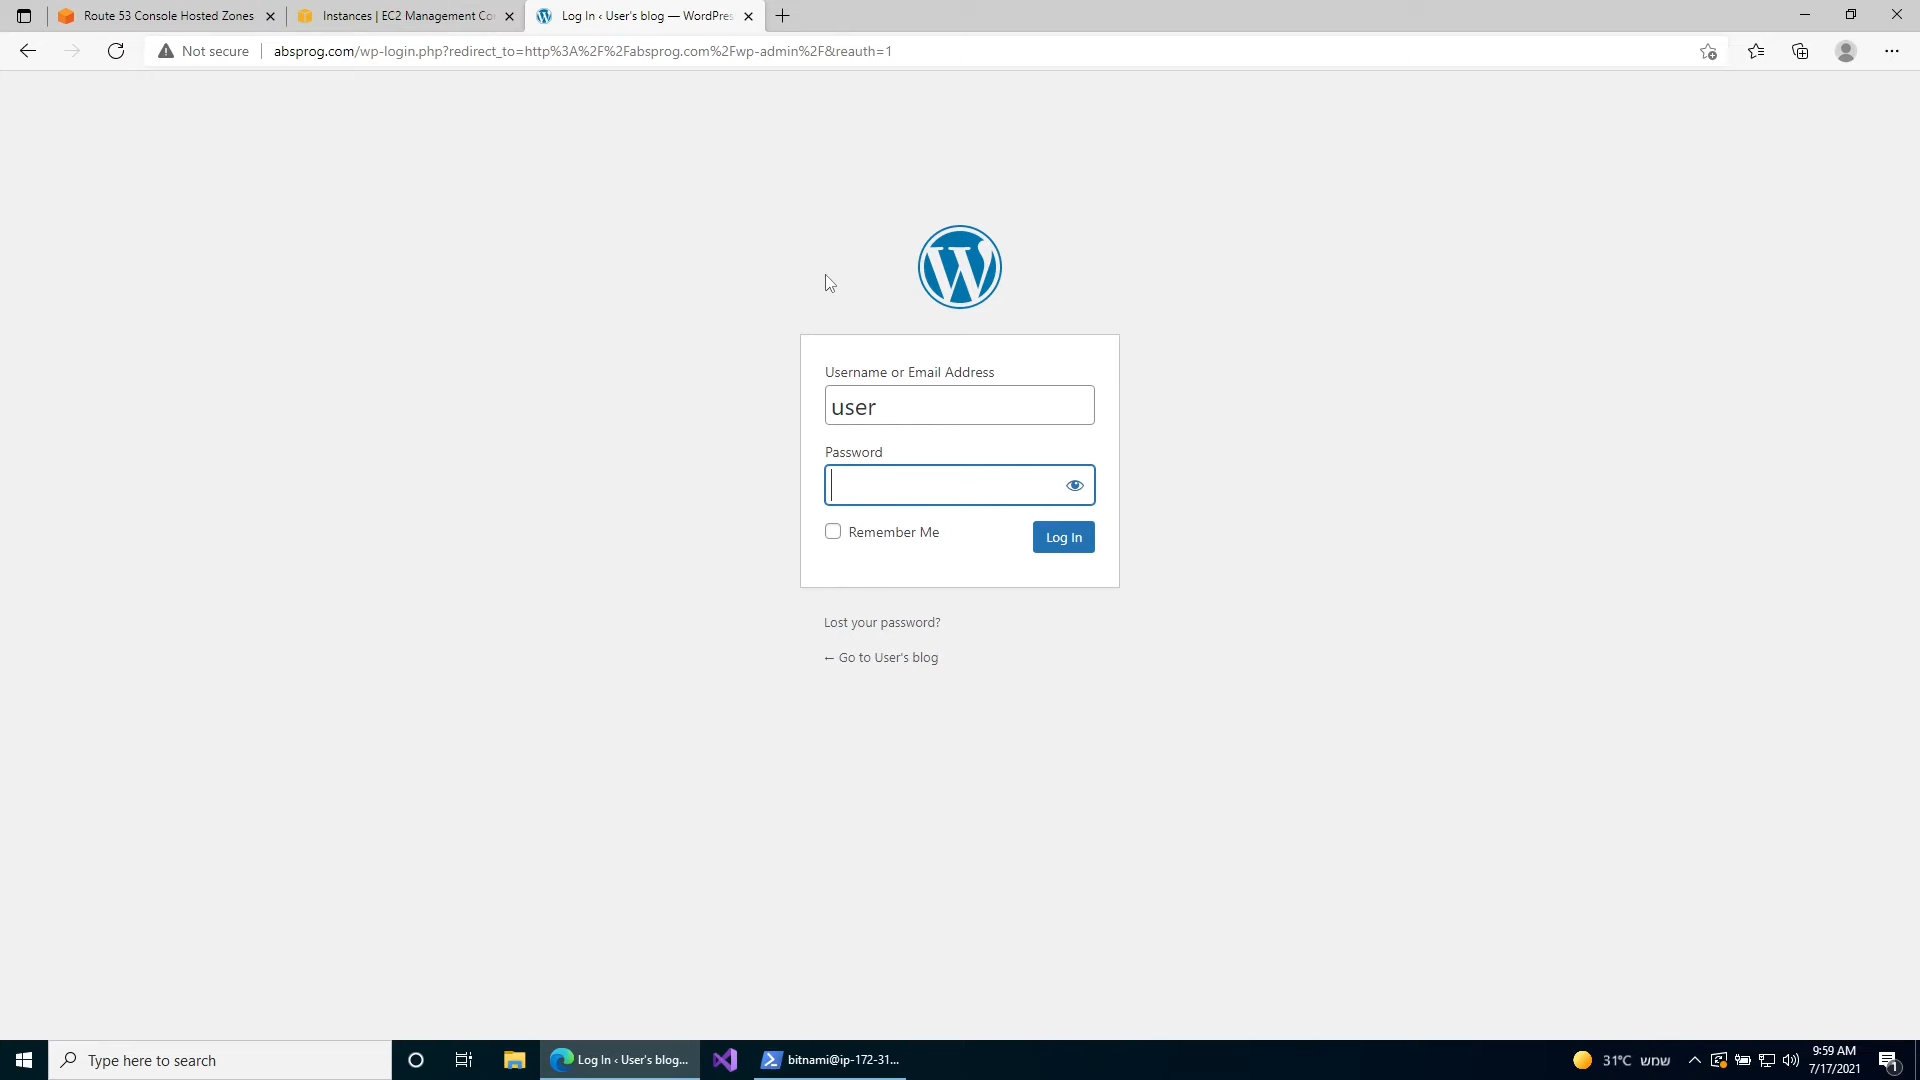 Route 53 Console Hosted Zones
Instances | EC2 Management Co
Log In ‹ User's blog — WordPres
Not secure
absprog.com/wp-login.php?redirect_to=http%3A%2F%2Fabsprog.com%2Fwp-admin%2F&reauth=1
Username or Email Address
user
Password
Remember Me
Log In
Lost your password?
← Go to User's blog
Type here to search
Log In ‹ User's blog...
bitnami@ip-172-31...
31°C שמש
9:59 AM
7/17/2021
1